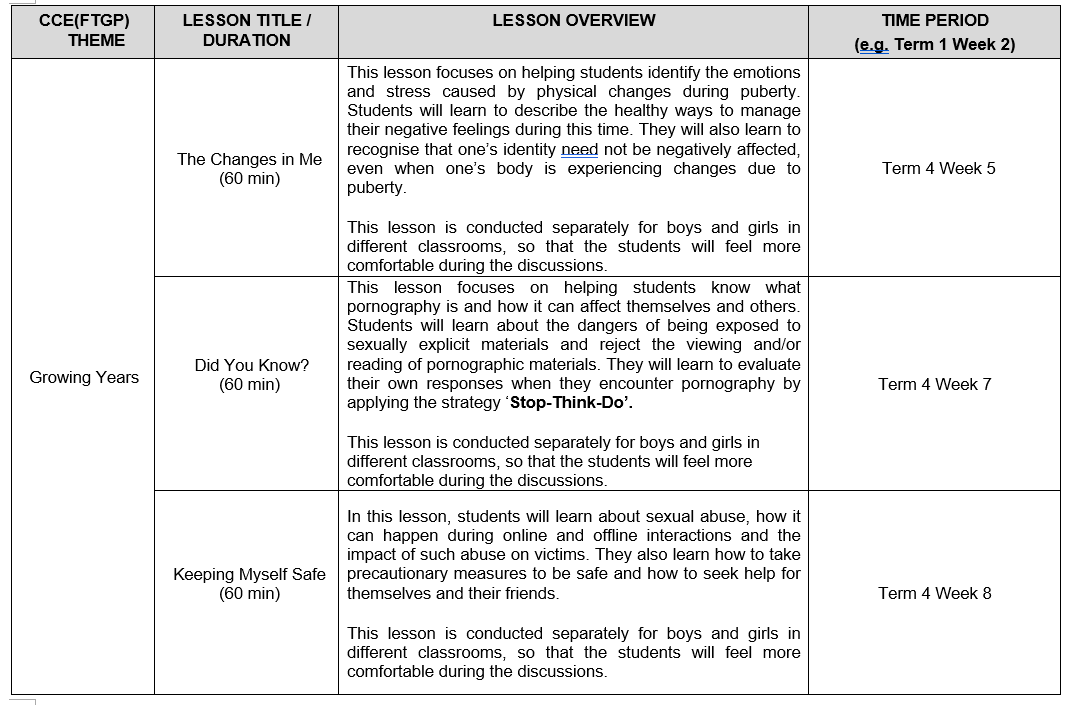 CCE(FTGP)
THEME
LESSON TITLE /
DURATION
LESSON OVERVIEW
TIME PERIOD
(e.g. Term 1 Week 2)
Growing Years
The Changes in Me
(60 min)
This lesson focuses on helping students identify the emotions
and stress caused by physical changes during puberty.
Students will learn to describe the healthy ways to manage
their negative feelings during this time. They will also learn to
recognise that one’s identity need not be negatively affected,
even when one’s body is experiencing changes due to
puberty.
This lesson is conducted separately for boys and girls in
different classrooms, so that the students will feel more
comfortable during the discussions.
Term 4 Week 5
Did You Know?
(60 min)
This lesson focuses on helping students know what
pornography is and how it can affect themselves and others.
Students will learn about the dangers of being exposed to
sexually explicit materials and reject the viewing and/or
reading of pornographic materials. They will learn to evaluate
their own responses when they encounter pornography by
applying the strategy ‘Stop-Think-Do’.
This lesson is conducted separately for boys and girls in
different classrooms, so that the students will feel more
comfortable during the discussions.
Term 4 Week 7
Keeping Myself Safe
(60 min)
In this lesson, students will learn about sexual abuse, how it
can happen during online and offline interactions and the
impact of such abuse on victims. They also learn how to take
precautionary measures to be safe and how to seek help for
themselves and their friends.
This lesson is conducted separately for boys and girls in
different classrooms, so that the students will feel more
comfortable during the discussions.
Term 4 Week 8